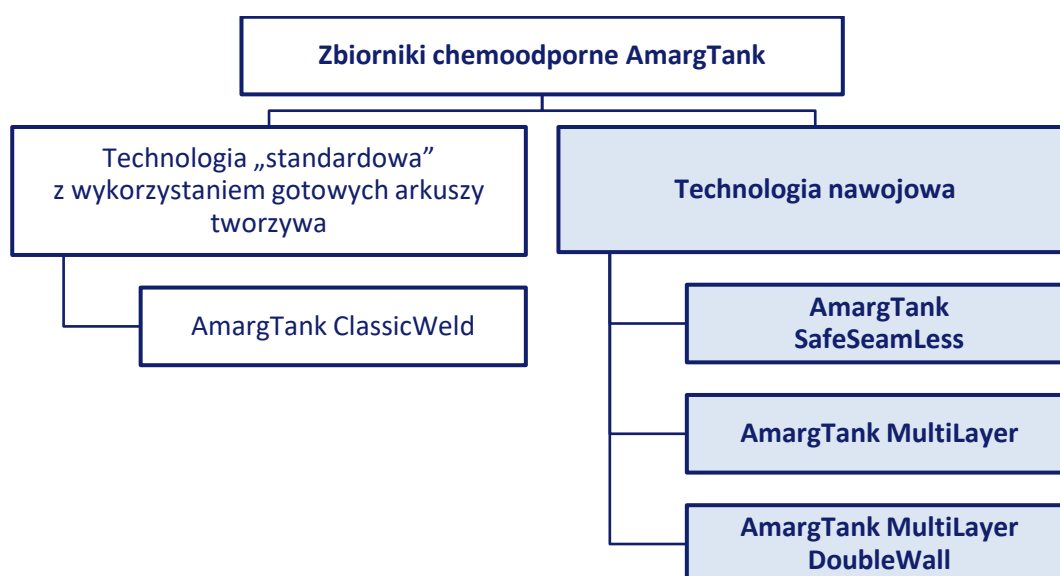 Zbiorniki chemoodporne AmargTank
Technologia „standardowa”
z wykorzystaniem gotowych arkuszy
tworzywa
AmargTank ClassicWeld
Technologia nawojowa
AmargTank
SafeSeamLess
AmargTank MultiLayer
AmargTank MultiLayer
DoubleWall